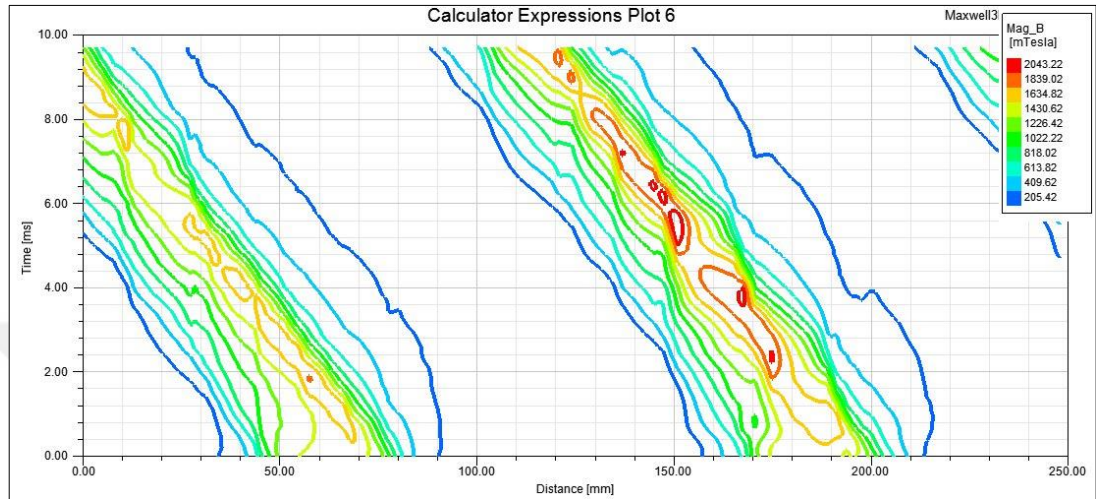 Calculator Expressions Plot 6
Maxwell3
Mag_B
[mTesla]
2043.22
1839.02
1634.82
1430.62
1226.42
1022.22
818.02
613.82
409.62
205.42
10.00
8.00
6.00
4.00
2.00
0.00
Time [ms]
0.00 50.00 100.00 150.00 200.00 250.00
Distance [mm]